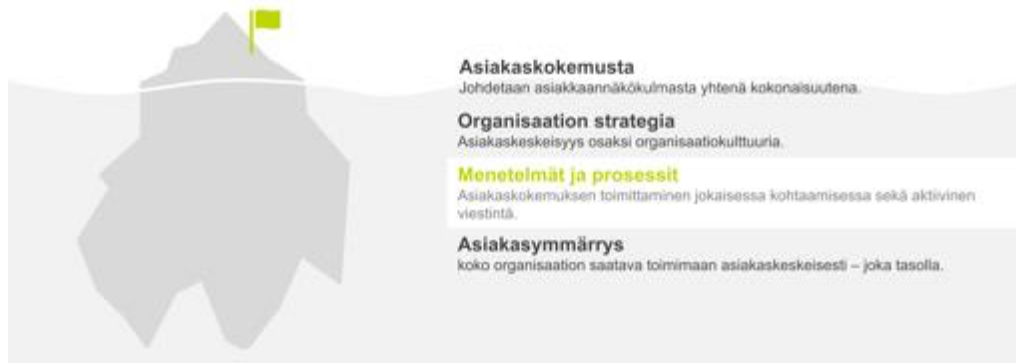 Asiakaskokemusta
Johdetaan asiakkaannäkökulmasta yhtenä kokonaisuutena.
Organisaation strategia
Asiakaskeskeisyys osaksi organisaatiokulttuuria.
Menetelmät ja prosessit
Asiakaskokemuksen toimittaminen jokaisessa kohtaamisessa sekä aktiivinen
viestintä.
Asiakasymmärrys
koko organisaation saatava toimimaan asiakaskeskeisesti – joka tasolla.